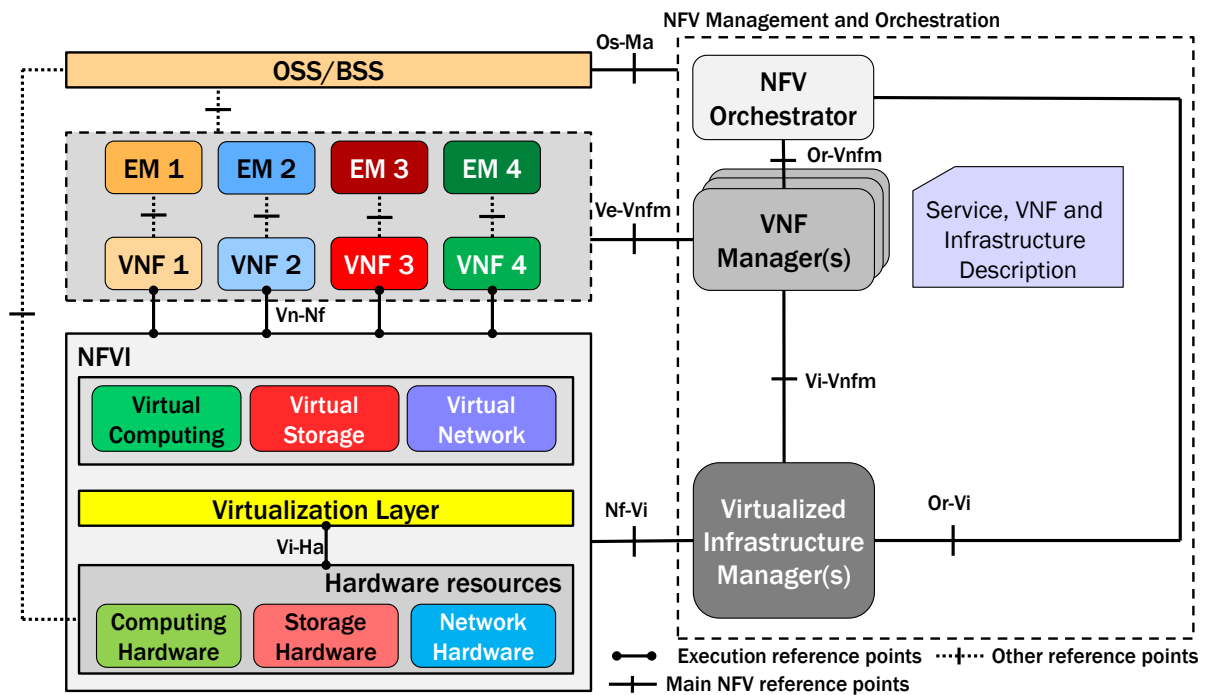 NFV Management and Orchestration
Os-Ma
OSS/BSS
NFV
Orchestrator
EM 1
EM 2
EM 3
EM 4
Or-Vnfm
Ve-Vnfm
VNF
Manager(s)
Service, VNF and
Infrastructure
Description
VNF 1
VNF 2
VNF 3
VNF 4
Vn-Nf
NFVI
Vi-Vnfm
Virtual
Computing
Virtual
Storage
Virtual
Network
Virtualization Layer
Nf-Vi
Virtualized
Infrastructure
Manager(s)
Or-Vi
Vi-Ha
Hardware resources
Computing
Hardware
Storage
Hardware
Network
Hardware
Execution reference points
Other reference points
Main NFV reference points